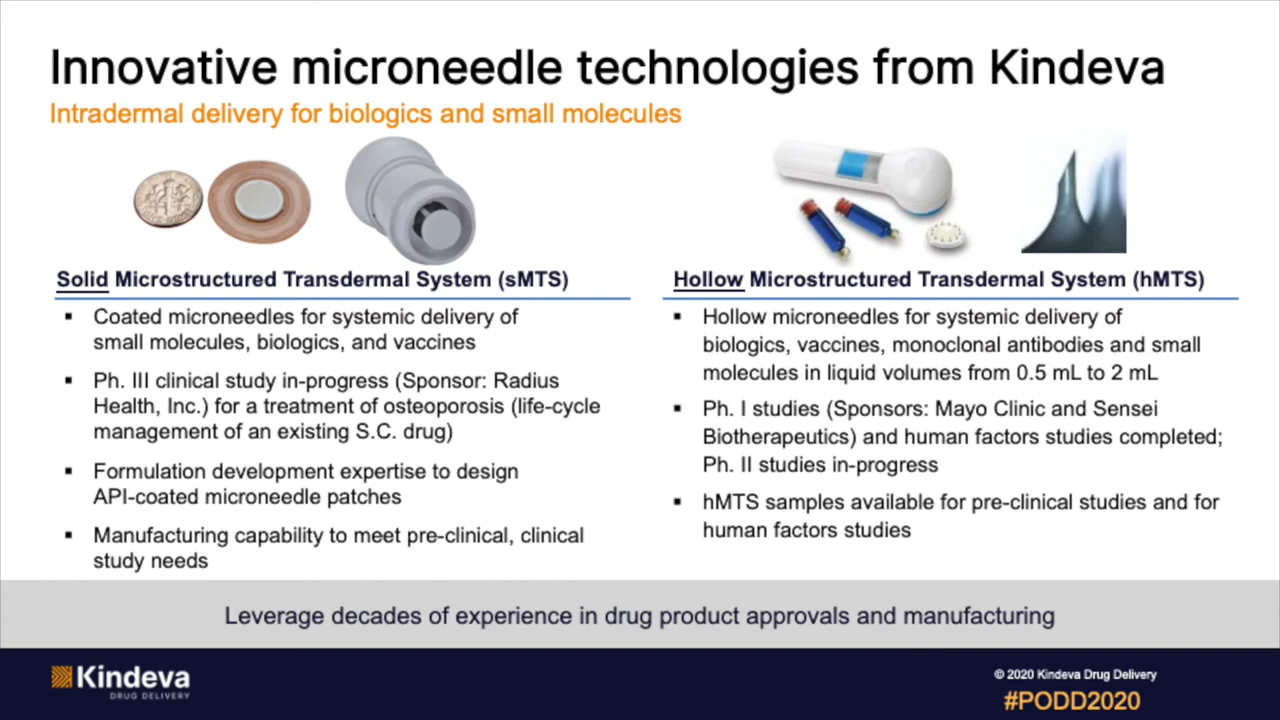 Innovative microneedle technologies from Kindeva
Intradermal delivery for biologics and small molecules
Solid Microstructured Transdermal System (sMTS)
▪ Coated microneedles for systemic delivery of
small molecules, biologics, and vaccines
▪ Ph. III clinical study in-progress (Sponsor: Radius
Health, Inc.) for a treatment of osteoporosis (life-cycle
management of an existing S.C. drug)
▪ Formulation development expertise to design
API-coated microneedle patches
▪ Manufacturing capability to meet pre-clinical, clinical
study needs
Hollow Microstructured Transdermal System (hMTS)
▪ Hollow microneedles for systemic delivery of
biologics, vaccines, monoclonal antibodies and small
molecules in liquid volumes from 0.5 mL to 2 mL
▪ Ph. I studies (Sponsors: Mayo Clinic and Sensei
Biotherapeutics) and human factors studies completed;
Ph. II studies in-progress
▪ hMTS samples available for pre-clinical studies and for
human factors studies
Leverage decades of experience in drug product approvals and manufacturing
Kindeva
DRUG DELIVERY
© 2020 Kindeva Drug Delivery
#PODD2020